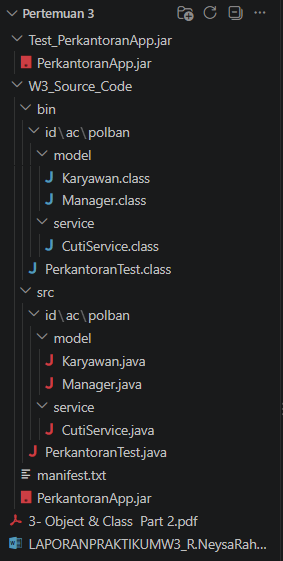 Pertemuan 3
Test_PerkantoranApp.jar
PerkantoranApp.jar
W3_Source_Code
bin
id\ac\polban
model
Karyawan.class
Manager.class
service
CutiService.class
PerkantoranTest.class
src
id\ac\polban
model
Karyawan.java
Manager.java
service
CutiService.java
PerkantoranTest.java
manifest.txt
PerkantoranApp.jar
3- Object & Class Part 2.pdf
LAPORANPRAKTIKUMW3_R.NeysaRah...